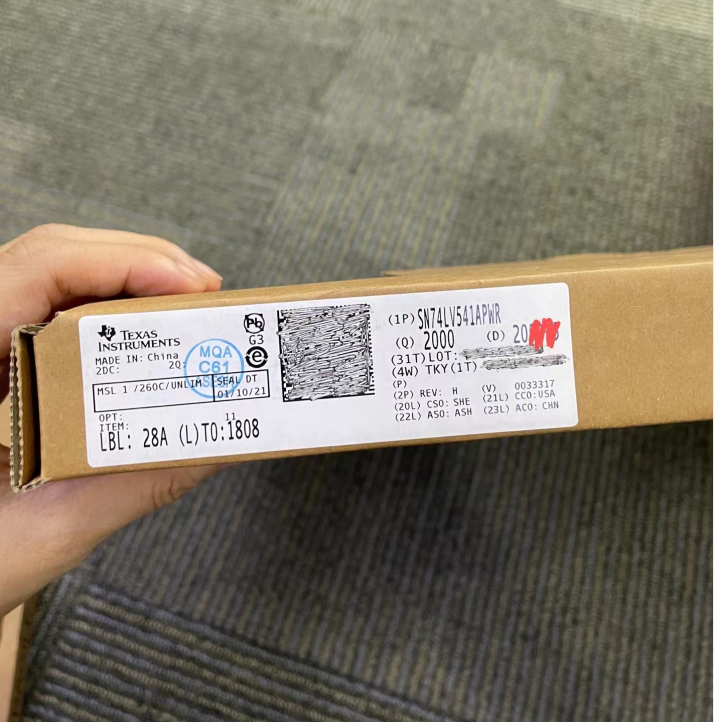 TEXAS
INSTRUMENTS
MADE IN: China
2DC: 2Q:
MQA
C61
MSL 1 /260C/UNLIM
SEAL DT
01/10/21
OPT:
ITEM: 11
LBL: 28A (L)TO:1808
Pb
G3
e
(1P) SN74LV541APWR
(Q) 2000 (D) 20
(31T) LOT:
(4W) TKY(1T)
(P)
(2P) REV: H (V) 0033317
(20L) CSO: SHE (21L) CCO:USA
(22L) ASO: ASH (23L) ACO: CHN